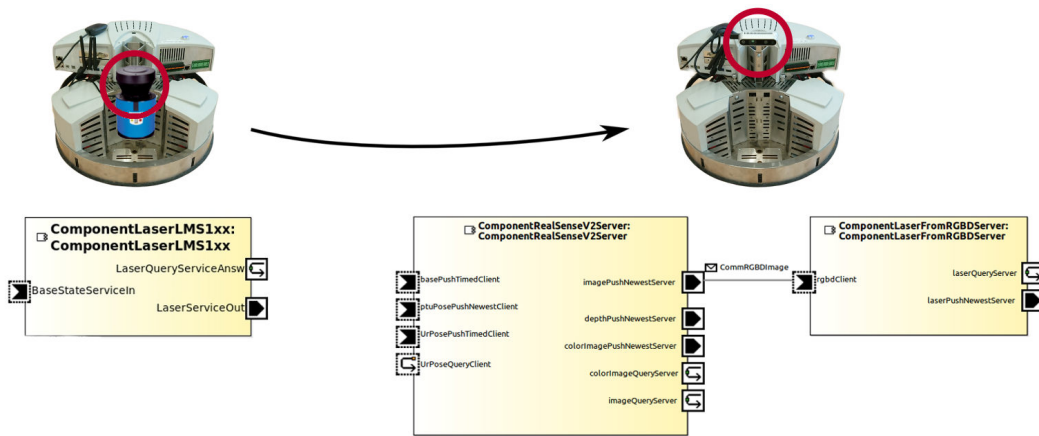 ComponentLaserLMS1xx:
ComponentLaserLMS1xx
LaserQueryServiceAnsw
BaseStateServiceIn
LaserServiceOut
ComponentRealSenseV2Server:
ComponentRealSenseV2Server
basePushTimedClient
imagePushNewestServer
ptuPosePushNewestClient
depthPushNewestServer
UrPosePushTimedClient
colorImagePushNewestServer
UrPoseQueryClient
colorImageQueryServer
imageQueryServer
CommRGBDImage
ComponentLaserFromRGBDServer:
ComponentLaserFromRGBDServer
laserQueryServer
rgbdClient
laserPushNewestServer